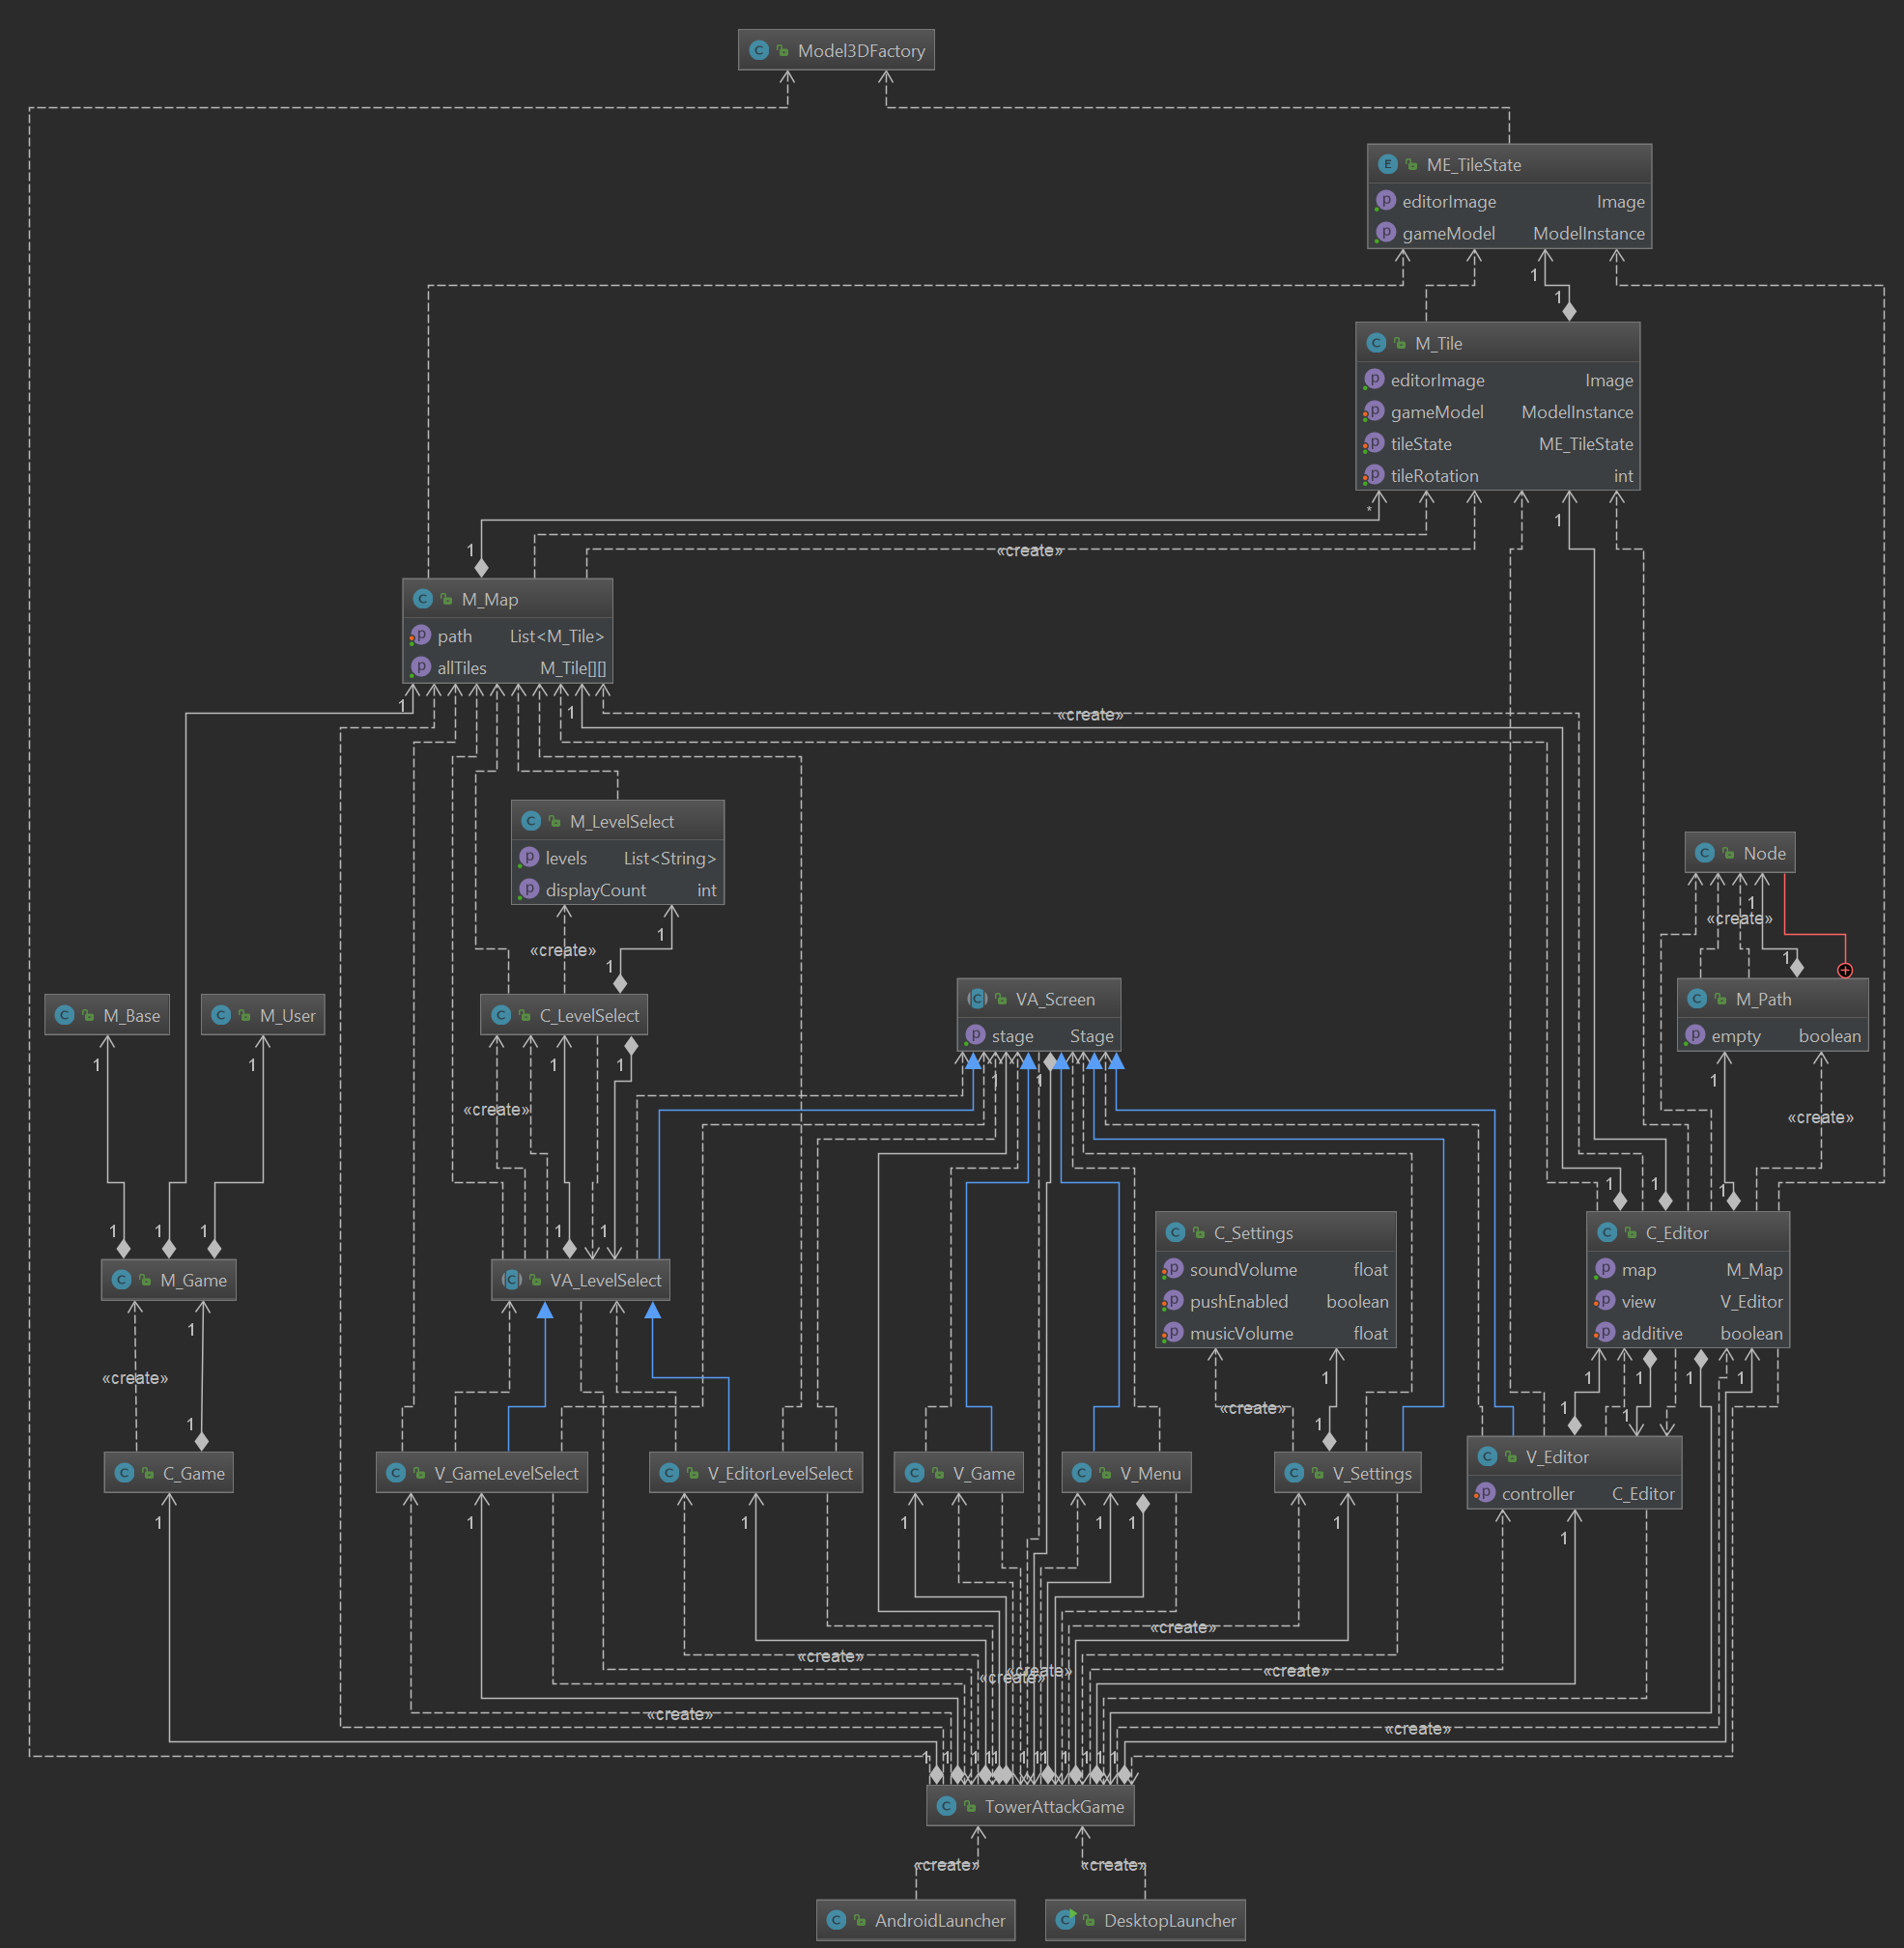 Model3DFactory
E ME_TileState
p editorImage Image
p gameModel ModelInstance
1
1
C M_Tile
p editorImage Image
p gameModel ModelInstance
p tileState ME_TileState
p tileRotation int
* 1
1 «create»
C M_Map
p path List<M_Tile>
p allTiles M_Tile[][]
1 1 «create»
C M_LevelSelect
p levels List<String>
p displayCount int
C Node
1
«create»
1
«create»
1
1
C M_Base
C M_User
C C_LevelSelect
C VA_Screen
p stage Stage
C M_Path
p empty boolean
1 1 1 1 1 1 1
«create» «create»
1 1 1 1 1 1 1 1
C M_Game
C VA_LevelSelect
C C_Settings
p soundVolume float
p pushEnabled boolean
p musicVolume float
C C_Editor
p map M_Map
p view V_Editor
p additive boolean
1
«create»
1 1 1 1 1
«create»
1 1 1 1
C C_Game
C V_GameLevelSelect
C V_EditorLevelSelect
C V_Game
C V_Menu
C V_Settings
C V_Editor
p controller C_Editor
1 1 1 1 1 1 1 1
«create»
«create»
«create»
«create»
«create»
«create»
«create»
C TowerAttackGame
«create» «create»
C AndroidLauncher
C DesktopLauncher